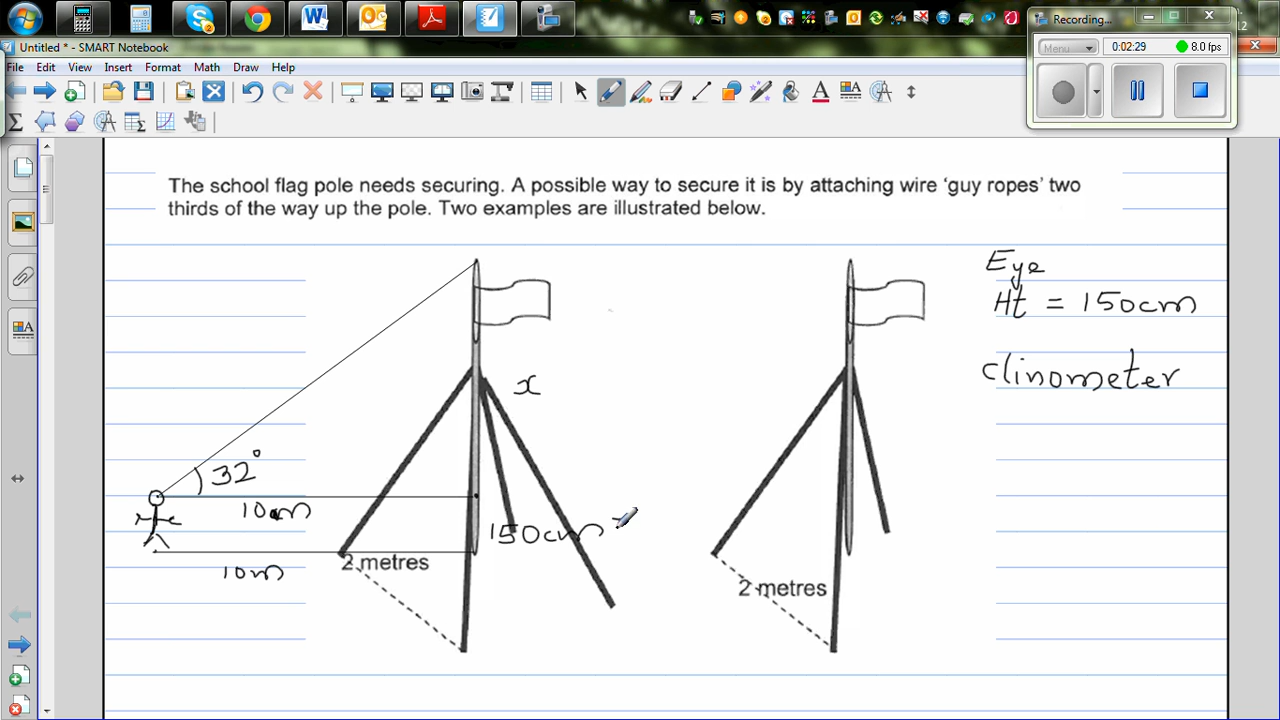 Untitled * - SMART Notebook
File Edit View Insert Format Math Draw Help
Recording...
Menu 0:02:29 8.0 fps
12
The school flag pole needs securing. A possible way to secure it is by attaching wire 'guy ropes' two
thirds of the way up the pole. Two examples are illustrated below.
Eye
Ht = 150cm
clinometer
x
32°
10m
150cm =
10m
2 metres
2 metres